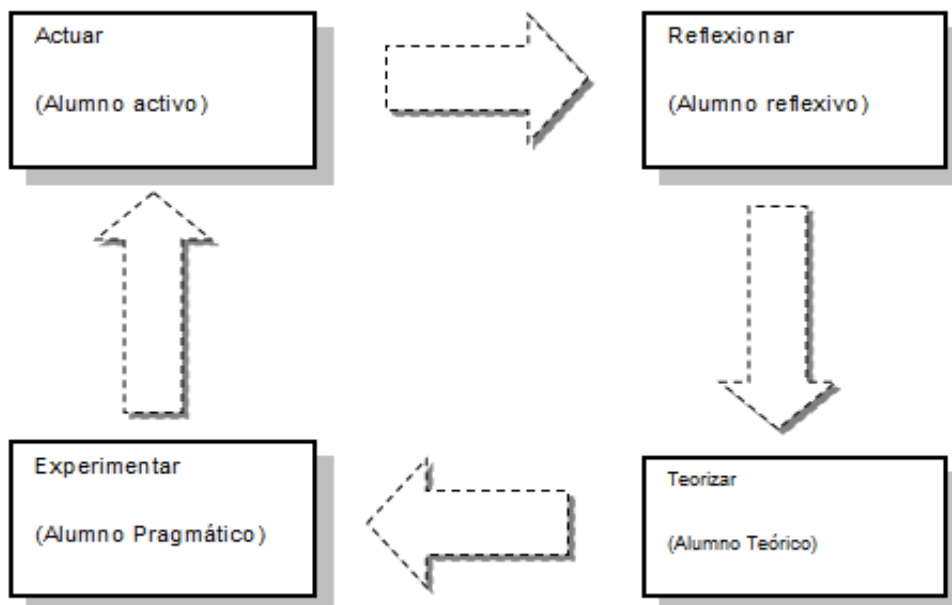 Actuar
(Alumno activo)
Reflexionar
(Alumno reflexivo)
Experimentar
(Alumno Pragmático)
Teorizar
(Alumno Teórico)